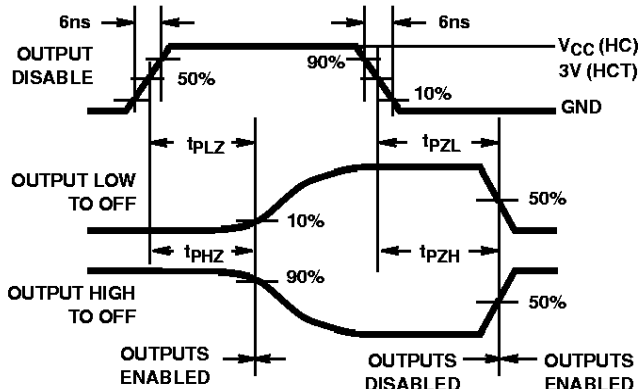 6ns
6ns
OUTPUT
DISABLE
90%
50%
VCC (HC)
3V (HCT)
10%
GND
tPLZ
tPZL
OUTPUT LOW
TO OFF
10%
50%
tPHZ
tPZH
90%
OUTPUT HIGH
TO OFF
50%
OUTPUTS
ENABLED
OUTPUTS
DISABLED
OUTPUTS
ENABLED